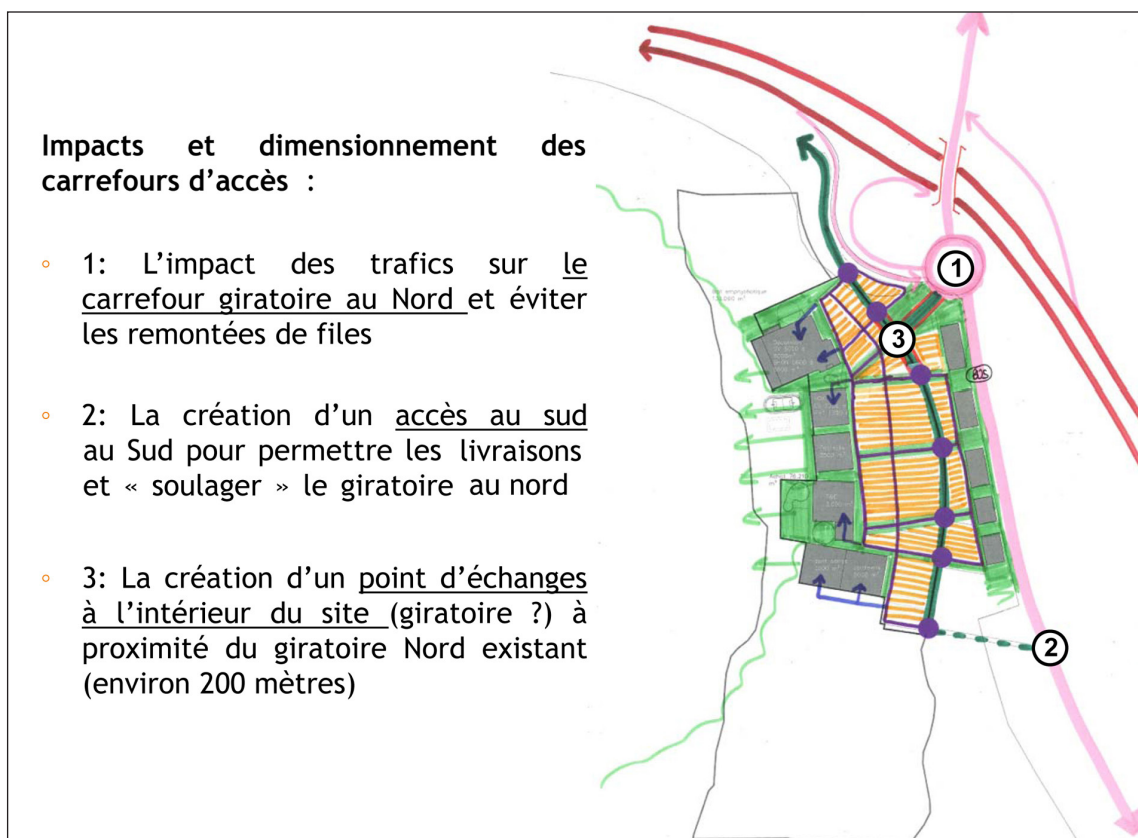 Impacts et dimensionnement des
carrefours d’accès :
1: L’impact des trafics sur le
carrefour giratoire au Nord et éviter
les remontées de files
2: La création d’un accès au sud
au Sud pour permettre les livraisons
et « soulager » le giratoire au nord
3: La création d’un point d’échanges
à l’intérieur du site (giratoire ?) à
proximité du giratoire Nord existant
(environ 200 mètres)
1
3
2